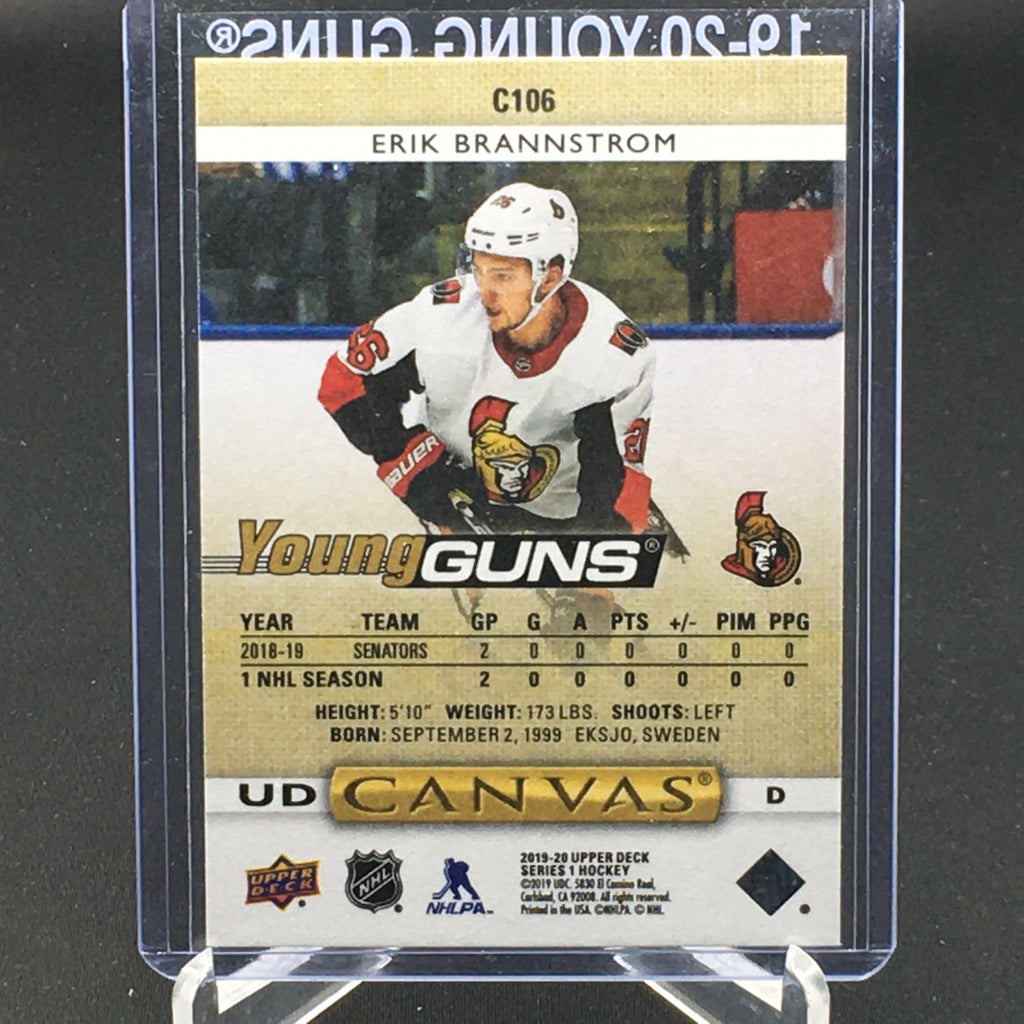 19-20 YOUNG GUNS®
C106
ERIK BRANNSTROM
26
26
26
BAUER
Young GUNS®
YEAR TEAM GP G A PTS +/- PIM PPG
2018-19 SENATORS 2 0 0 0 0 0 0
1 NHL SEASON 2 0 0 0 0 0 0
HEIGHT: 5'10" WEIGHT: 173 LBS. SHOOTS: LEFT
BORN: SEPTEMBER 2, 1999 EKSJO, SWEDEN
UD CANVAS® D
UPPER DECK
NHL
NHLPA
2019-20 UPPER DECK
SERIES 1 HOCKEY
©2019 UDC. 5830 El Camino Real,
Carlsbad, CA 92008. All rights reserved.
Printed in the USA. ©NHLPA. © NHL.